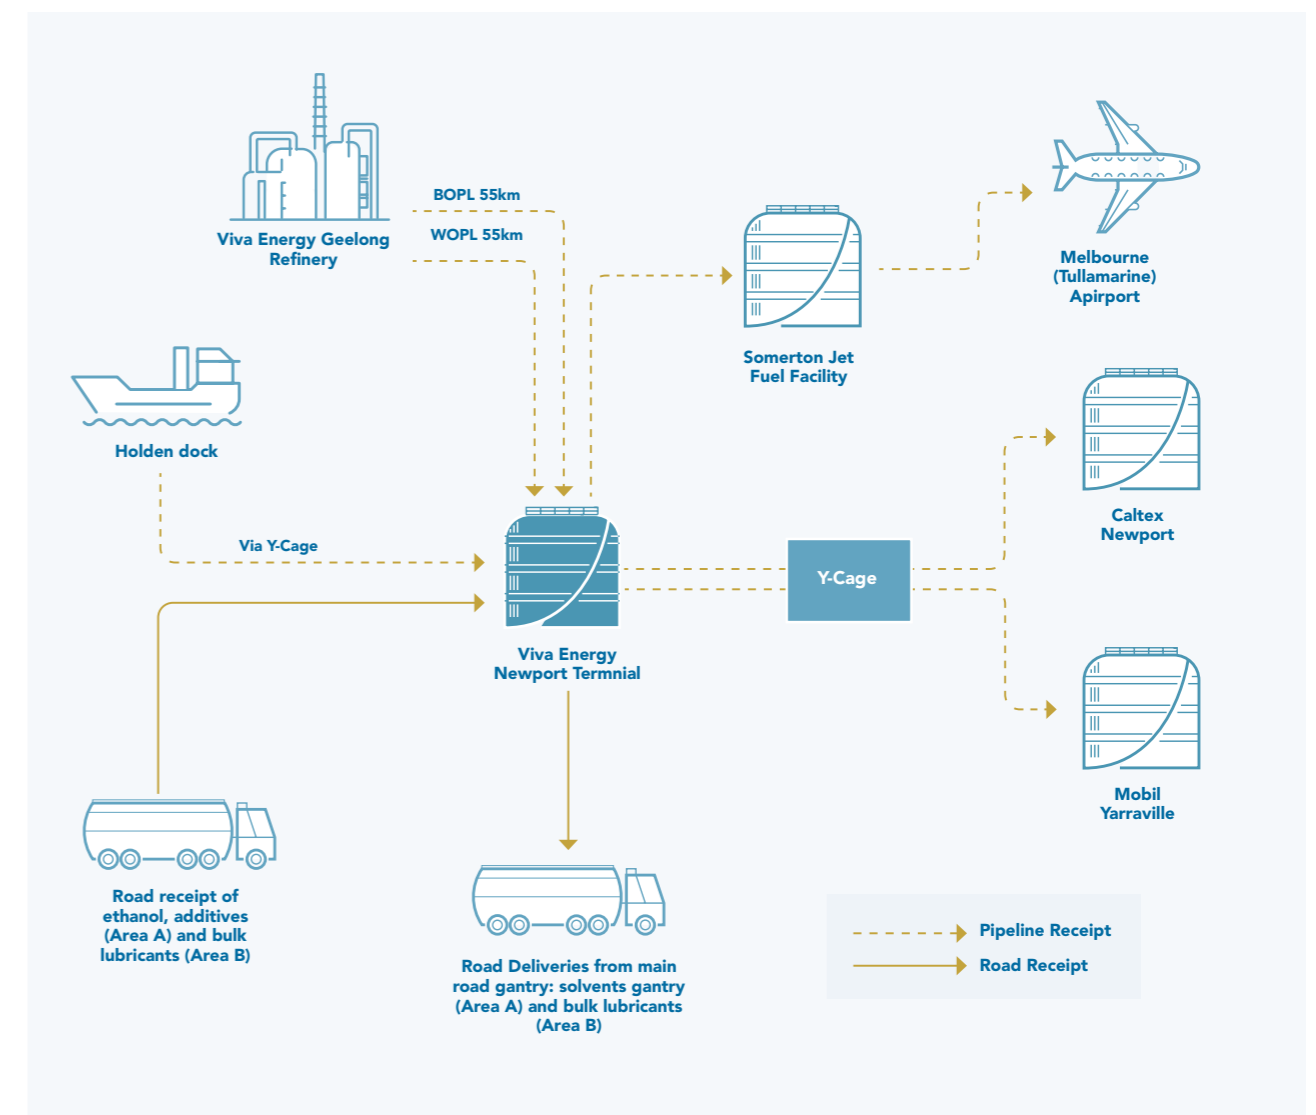 BOPL 55km
WOPL 55km
Viva Energy Geelong
Refinery
Melbourne
(Tullamarine)
Apirport
Somerton Jet
Fuel Facility
Holden dock
Via Y-Cage
Caltex
Newport
Y-Cage
Viva Energy
Newport Termnial
Mobil
Yarraville
Road receipt of
ethanol, additives
(Area A) and bulk
lubricants (Area B)
Road Deliveries from main
road gantry: solvents gantry
(Area A) and bulk lubricants
(Area B)
Pipeline Receipt
Road Receipt